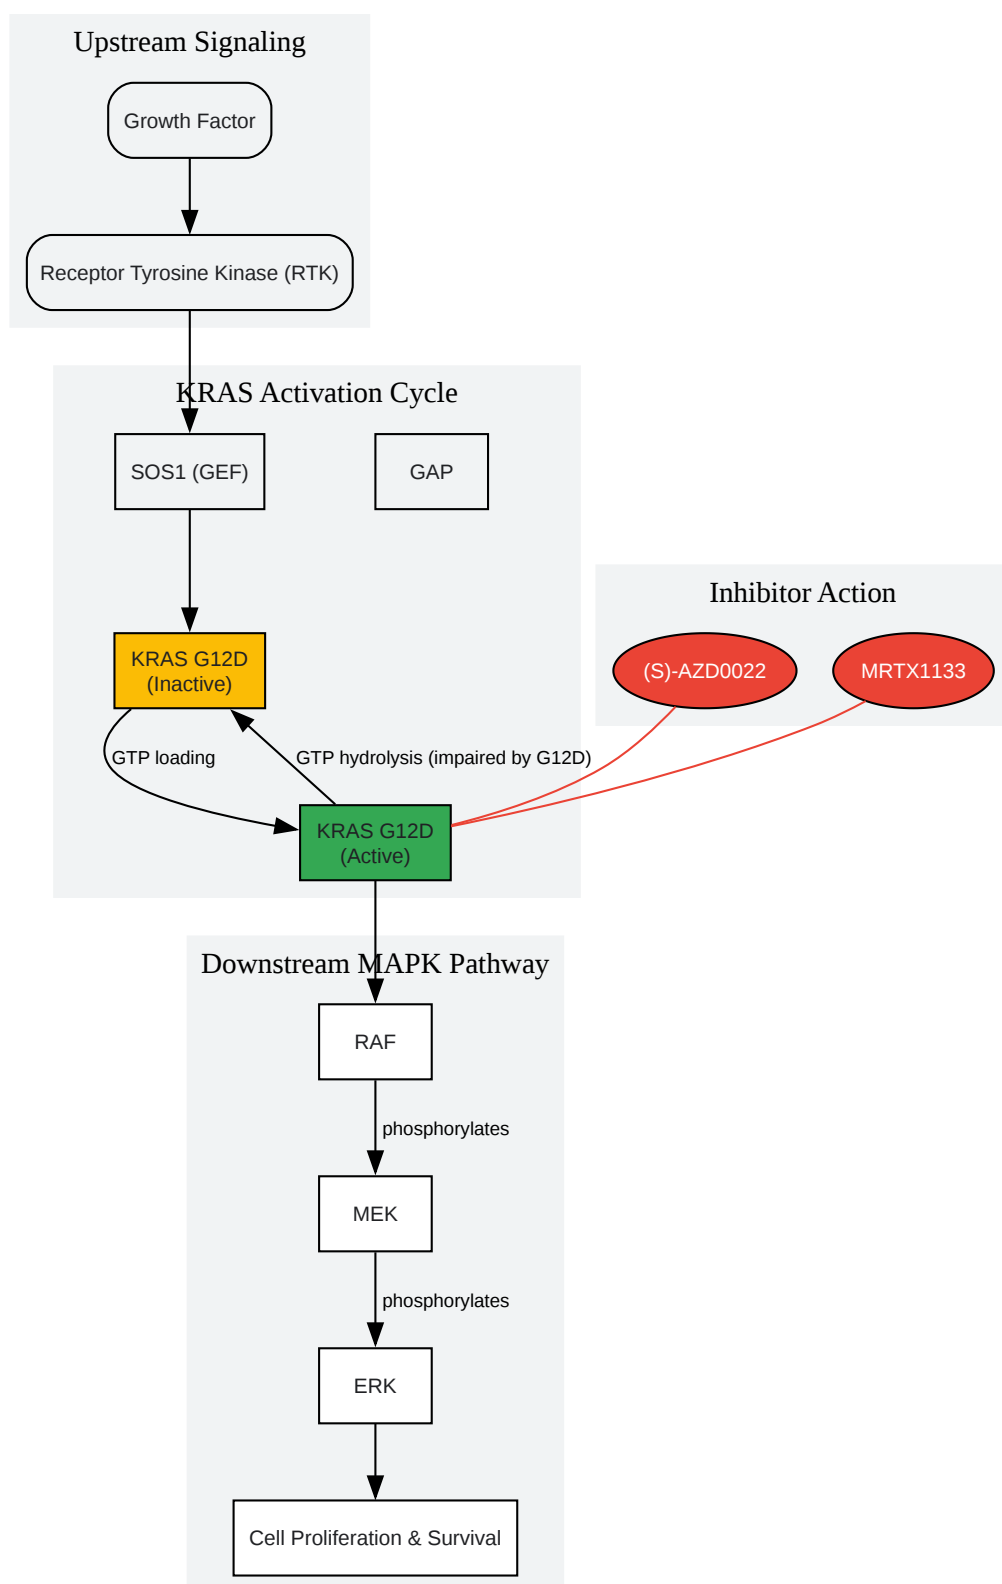 Upstream Signaling
Growth Factor
Receptor Tyrosine Kinase (RTK)
KRAS Activation Cycle
SOS1 (GEF)
GAP
Inhibitor Action
KRAS G12D
(Inactive)
(S)-AZD0022
MRTX1133
GTP loading
GTP hydrolysis (impaired by G12D)
KRAS G12D
(Active)
Downstream MAPK Pathway
RAF
phosphorylates
MEK
phosphorylates
ERK
Cell Proliferation & Survival